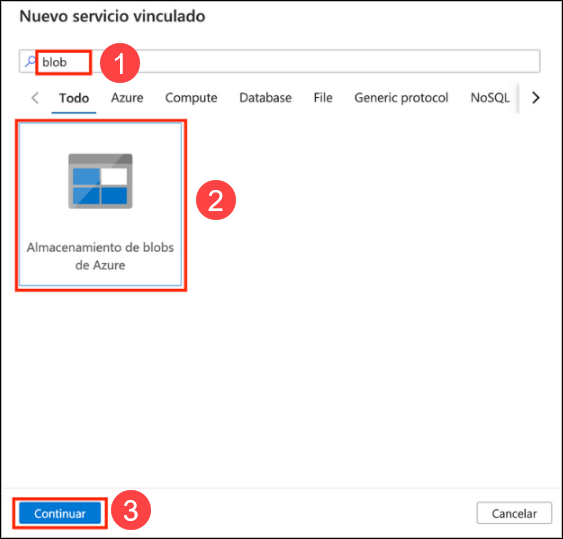 Nuevo servicio vinculado
blob
1
Todo Azure Compute Database File Generic protocol NoSQL
2
Almacenamiento de blobs
de Azure
Continuar
3
Cancelar